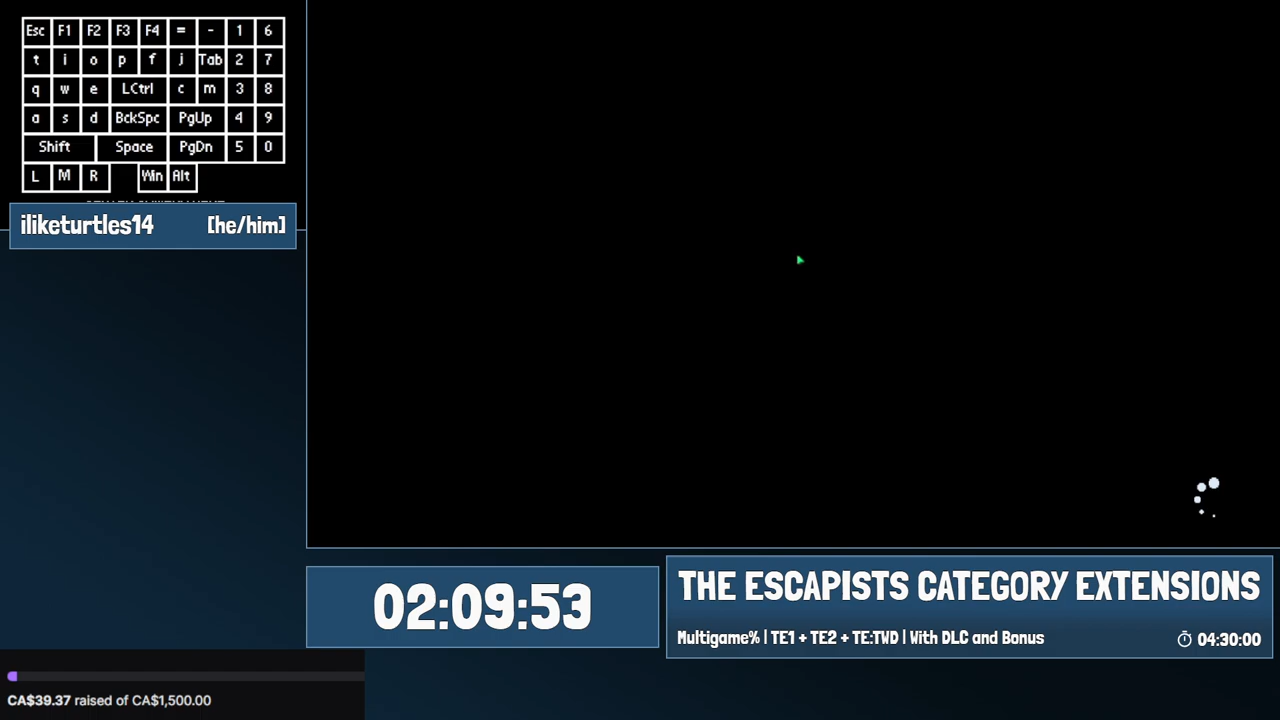 Esc F1 F2 F3 F4 = - 1 6
t i o p f j Tab 2 7
q w e LCtrl c m 3 8
a s d BckSpc PgUp 4 9
Shift Space PgDn 5 0
L M R Win Alt
iliketurtles14 [he/him]
02:09:53
THE ESCAPISTS CATEGORY EXTENSIONS
Multigame% | TE1 + TE2 + TE:TWD | With DLC and Bonus 04:30:00
CA$39.37 raised of CA$1,500.00